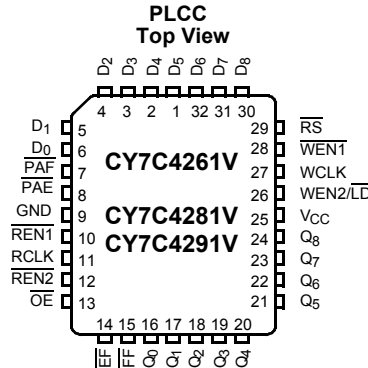 PLCC
Top View
D2 D3 D4 D5 D6 D7 D8
4 3 2 1 32 31 30
D1 5 29 RS
D0 6 28 WEN1
PAF 7 27 WCLK
PAE 8 26 WEN2/LD
GND 9 25 VCC
REN1 10 24 Q8
RCLK 11 23 Q7
REN2 12 22 Q6
OE 13 21 Q5
CY7C4261V
CY7C4281V
CY7C4291V
14 15 16 17 18 19 20
EF FF Q0 Q1 Q2 Q3 Q4